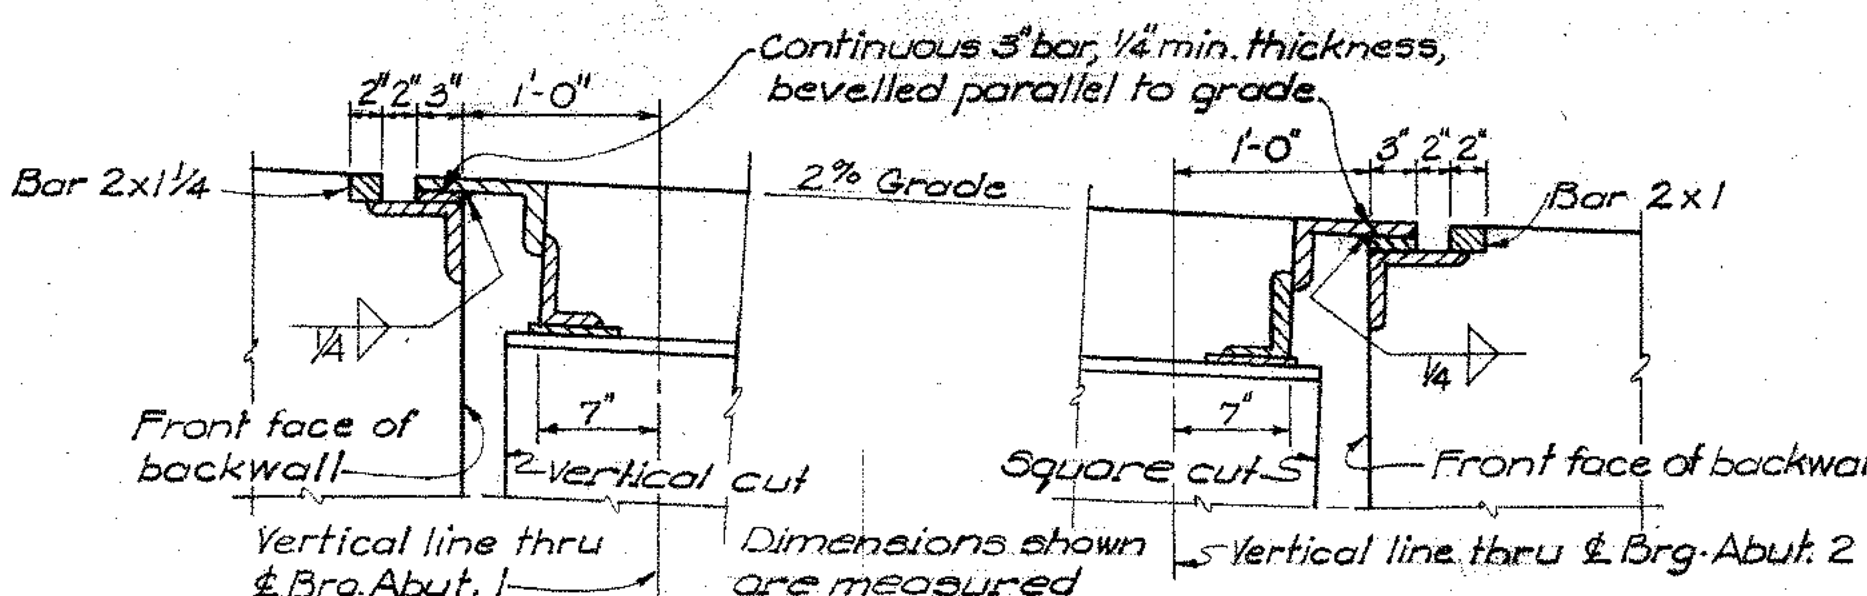 Continuous 3" bar, 1/4" min. thickness,
bevelled parallel to grade
2" 2" 3" 1'-0"
1'-0" 3" 2" 2"
Bar 2x1 1/4
2% Grade
Bar 2x1
1/4
1/4
7"
7"
Front face of
backwall
Vertical cut
Square cut
Front face of backwal
Vertical line thru
℄ Brg. Abut. 1
Dimensions shown
are measured
Vertical line thru ℄ Brg. Abut. 2